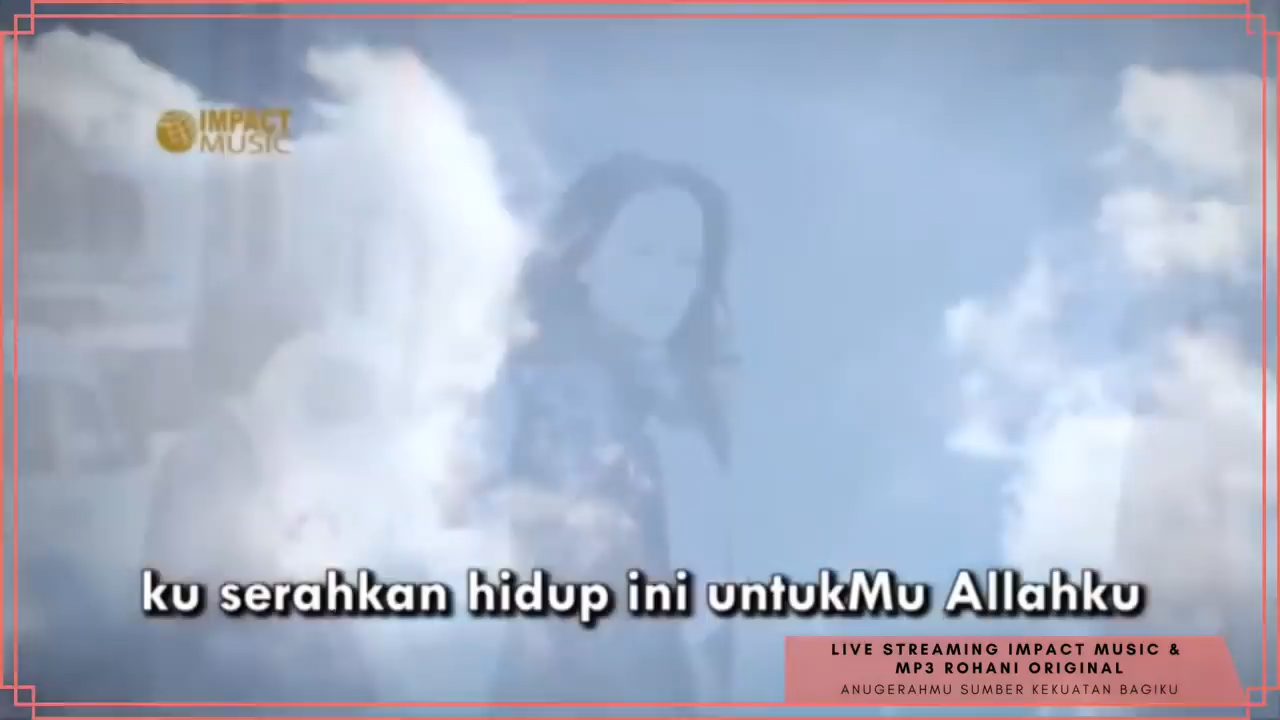 IMPACT
MUSIC
ku serahkan hidup ini untukMu Allahku
LIVE STREAMING IMPACT MUSIC &
MP3 ROHANI ORIGINAL
ANUGERAHMU SUMBER KEKUATAN BAGIKU